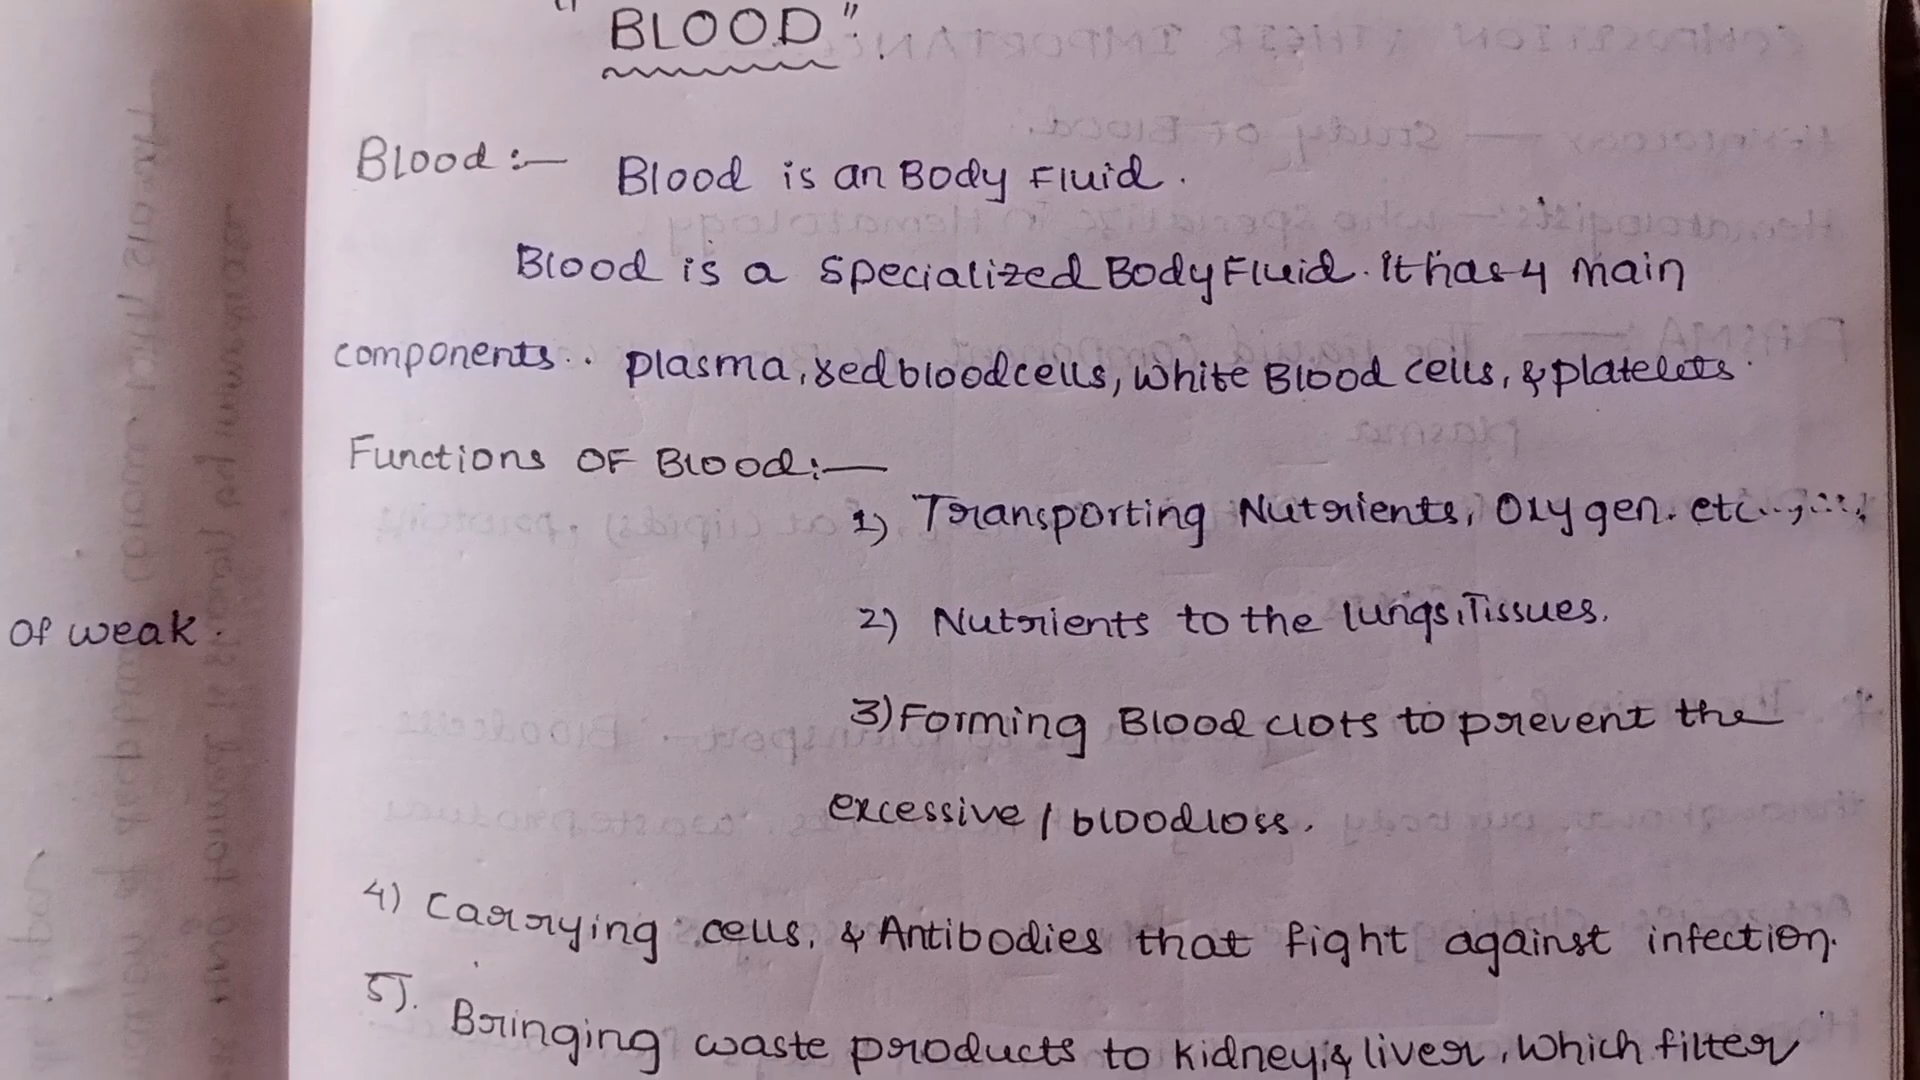 "BLOOD":
Blood :— Blood is an Body Fluid.
Blood is a specialized Body Fluid. It has 4 main
components.. plasma, red blood cells, white Blood cells, & platelets.
Functions OF Blood :—
1) Transporting Nutrients, Oxygen. etc..
2) Nutrients to the lungs, Tissues.
of weak.
3) Forming Blood clots to prevent the
excessive / bloodloss.
4) Carrying cells, & Antibodies that fight against infection.
5). Bringing waste products to kidney, & liver, which filter